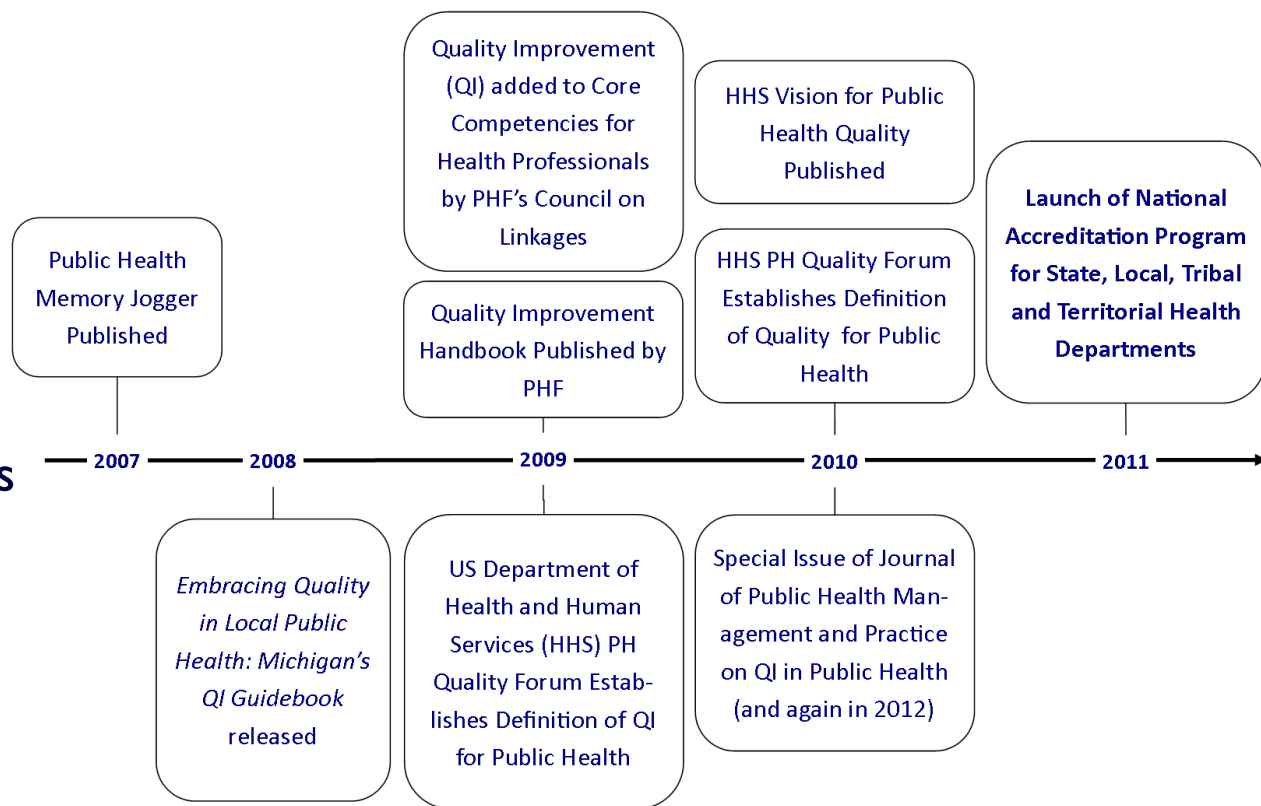 Quality Improvement
(QI) added to Core
Competencies for
Health Professionals
by PHF's Council on
Linkages
HHS Vision for Public
Health Quality
Published
Launch of National
Accreditation Program
for State, Local, Tribal
and Territorial Health
Departments
Public Health
Memory Jogger
Published
Quality Improvement
Handbook Published by
PHF
HHS PH Quality Forum
Establishes Definition
of Quality for Public
Health
s
2007
2008
2009
2010
2011
Embracing Quality
in Local Public
Health: Michigan's
QI Guidebook
released
US Department of
Health and Human
Services (HHS) PH
Quality Forum Estab-
lishes Definition of QI
for Public Health
Special Issue of Journal
of Public Health Man-
agement and Practice
on QI in Public Health
(and again in 2012)